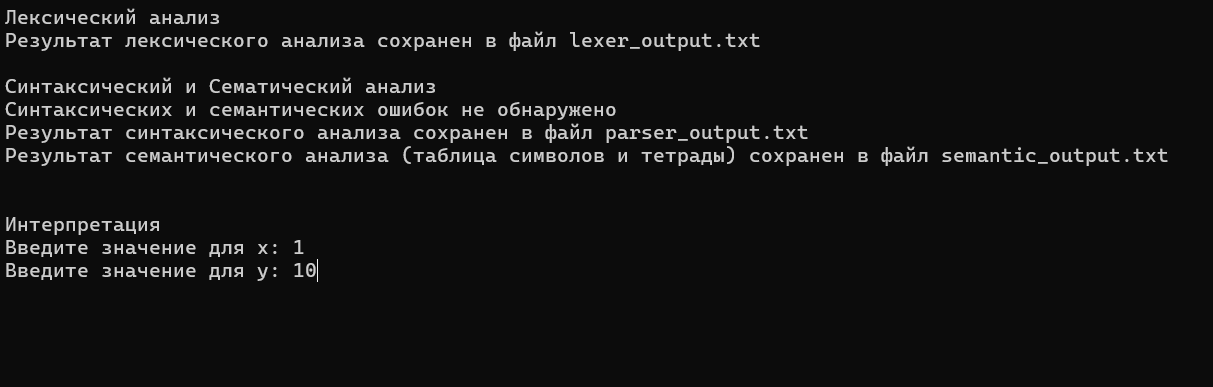 Лексический анализ
Результат лексического анализа сохранен в файл lexer_output.txt
Синтаксический и Сематический анализ
Синтаксических и семантических ошибок не обнаружено
Результат синтаксического анализа сохранен в файл parser_output.txt
Результат семантического анализа (таблица символов и тетрады) сохранен в файл semantic_output.txt
Интерпретация
Введите значение для x: 1
Введите значение для y: 10